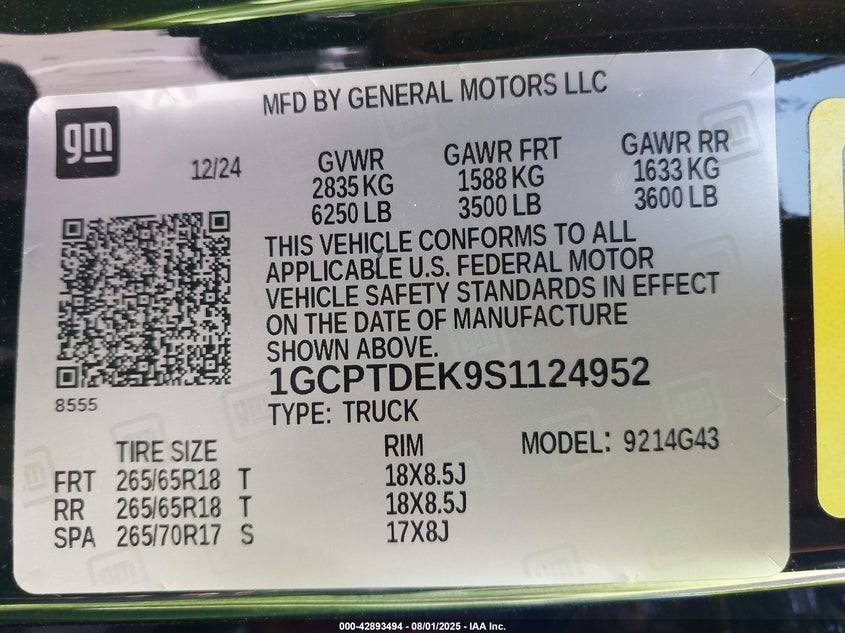 MFD BY GENERAL MOTORS LLC
gm
12/24
GVWR GAWR FRT GAWR RR
2835 KG 1588 KG 1633 KG
6250 LB 3500 LB 3600 LB
THIS VEHICLE CONFORMS TO ALL
APPLICABLE U.S. FEDERAL MOTOR
VEHICLE SAFETY STANDARDS IN EFFECT
ON THE DATE OF MANUFACTURE
SHOWN ABOVE.
1GCPTDEK9S1124952
8555
TYPE: TRUCK
TIRE SIZE RIM MODEL: 9214G43
FRT 265/65R18 T 18X8.5J
RR 265/65R18 T 18X8.5J
SPA 265/70R17 S 17X8J
000-42893494 - 08/01/2025 - IAA Inc.